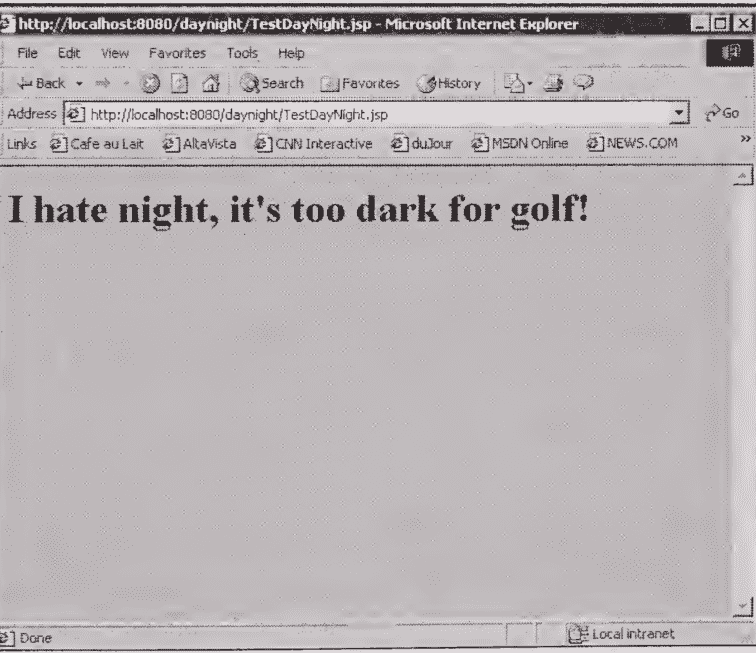 http://localhost:8080/daynight/TestDayNight.jsp - Microsoft Internet Explorer
File Edit View Favorites Tools Help
Back Search Favorites History
Address http://localhost:8080/daynight/TestDayNight.jsp Go
Links Cafe au Lait AltaVista CNN Interactive duJour MSDN Online NEWS.COM »
I hate night, it's too dark for golf!
Done Local intranet